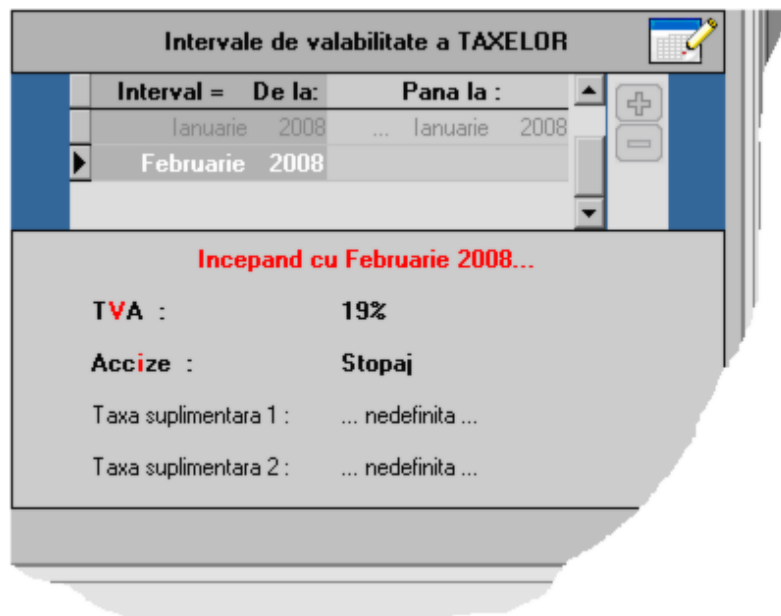 Intervale de valabilitate a TAXELOR
Interval = De la: Pana la :
Ianuarie 2008 ... Ianuarie 2008
Februarie 2008
Incepand cu Februarie 2008...
TVA : 19%
Accize : Stopaj
Taxa suplimentara 1 : ... nedefinita ...
Taxa suplimentara 2 : ... nedefinita ...